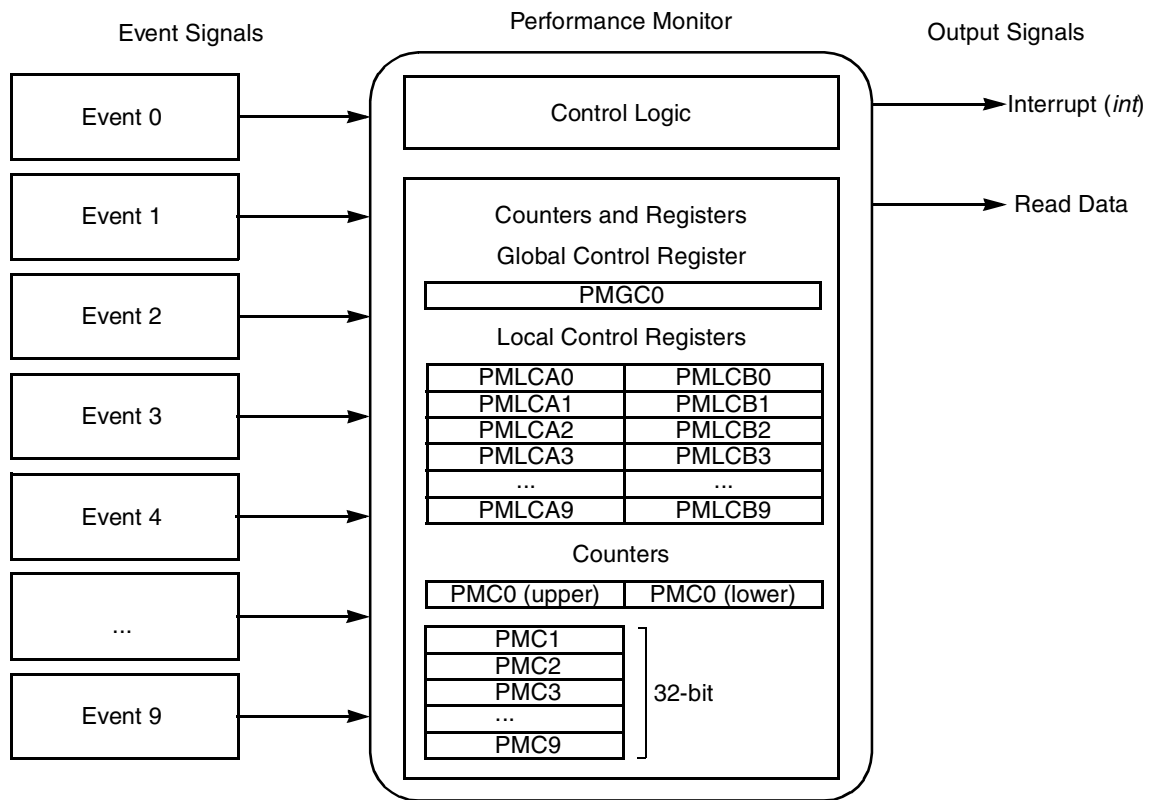 Event Signals
Performance Monitor
Output Signals
Event 0
Event 1
Event 2
Event 3
Event 4
...
Event 9
Control Logic
Counters and Registers
Global Control Register
PMGC0
Local Control Registers
PMLCA0 PMLCB0
PMLCA1 PMLCB1
PMLCA2 PMLCB2
PMLCA3 PMLCB3
... ...
PMLCA9 PMLCB9
Counters
PMC0 (upper) PMC0 (lower)
PMC1
PMC2
PMC3
...
PMC9
32-bit
Interrupt (int)
Read Data